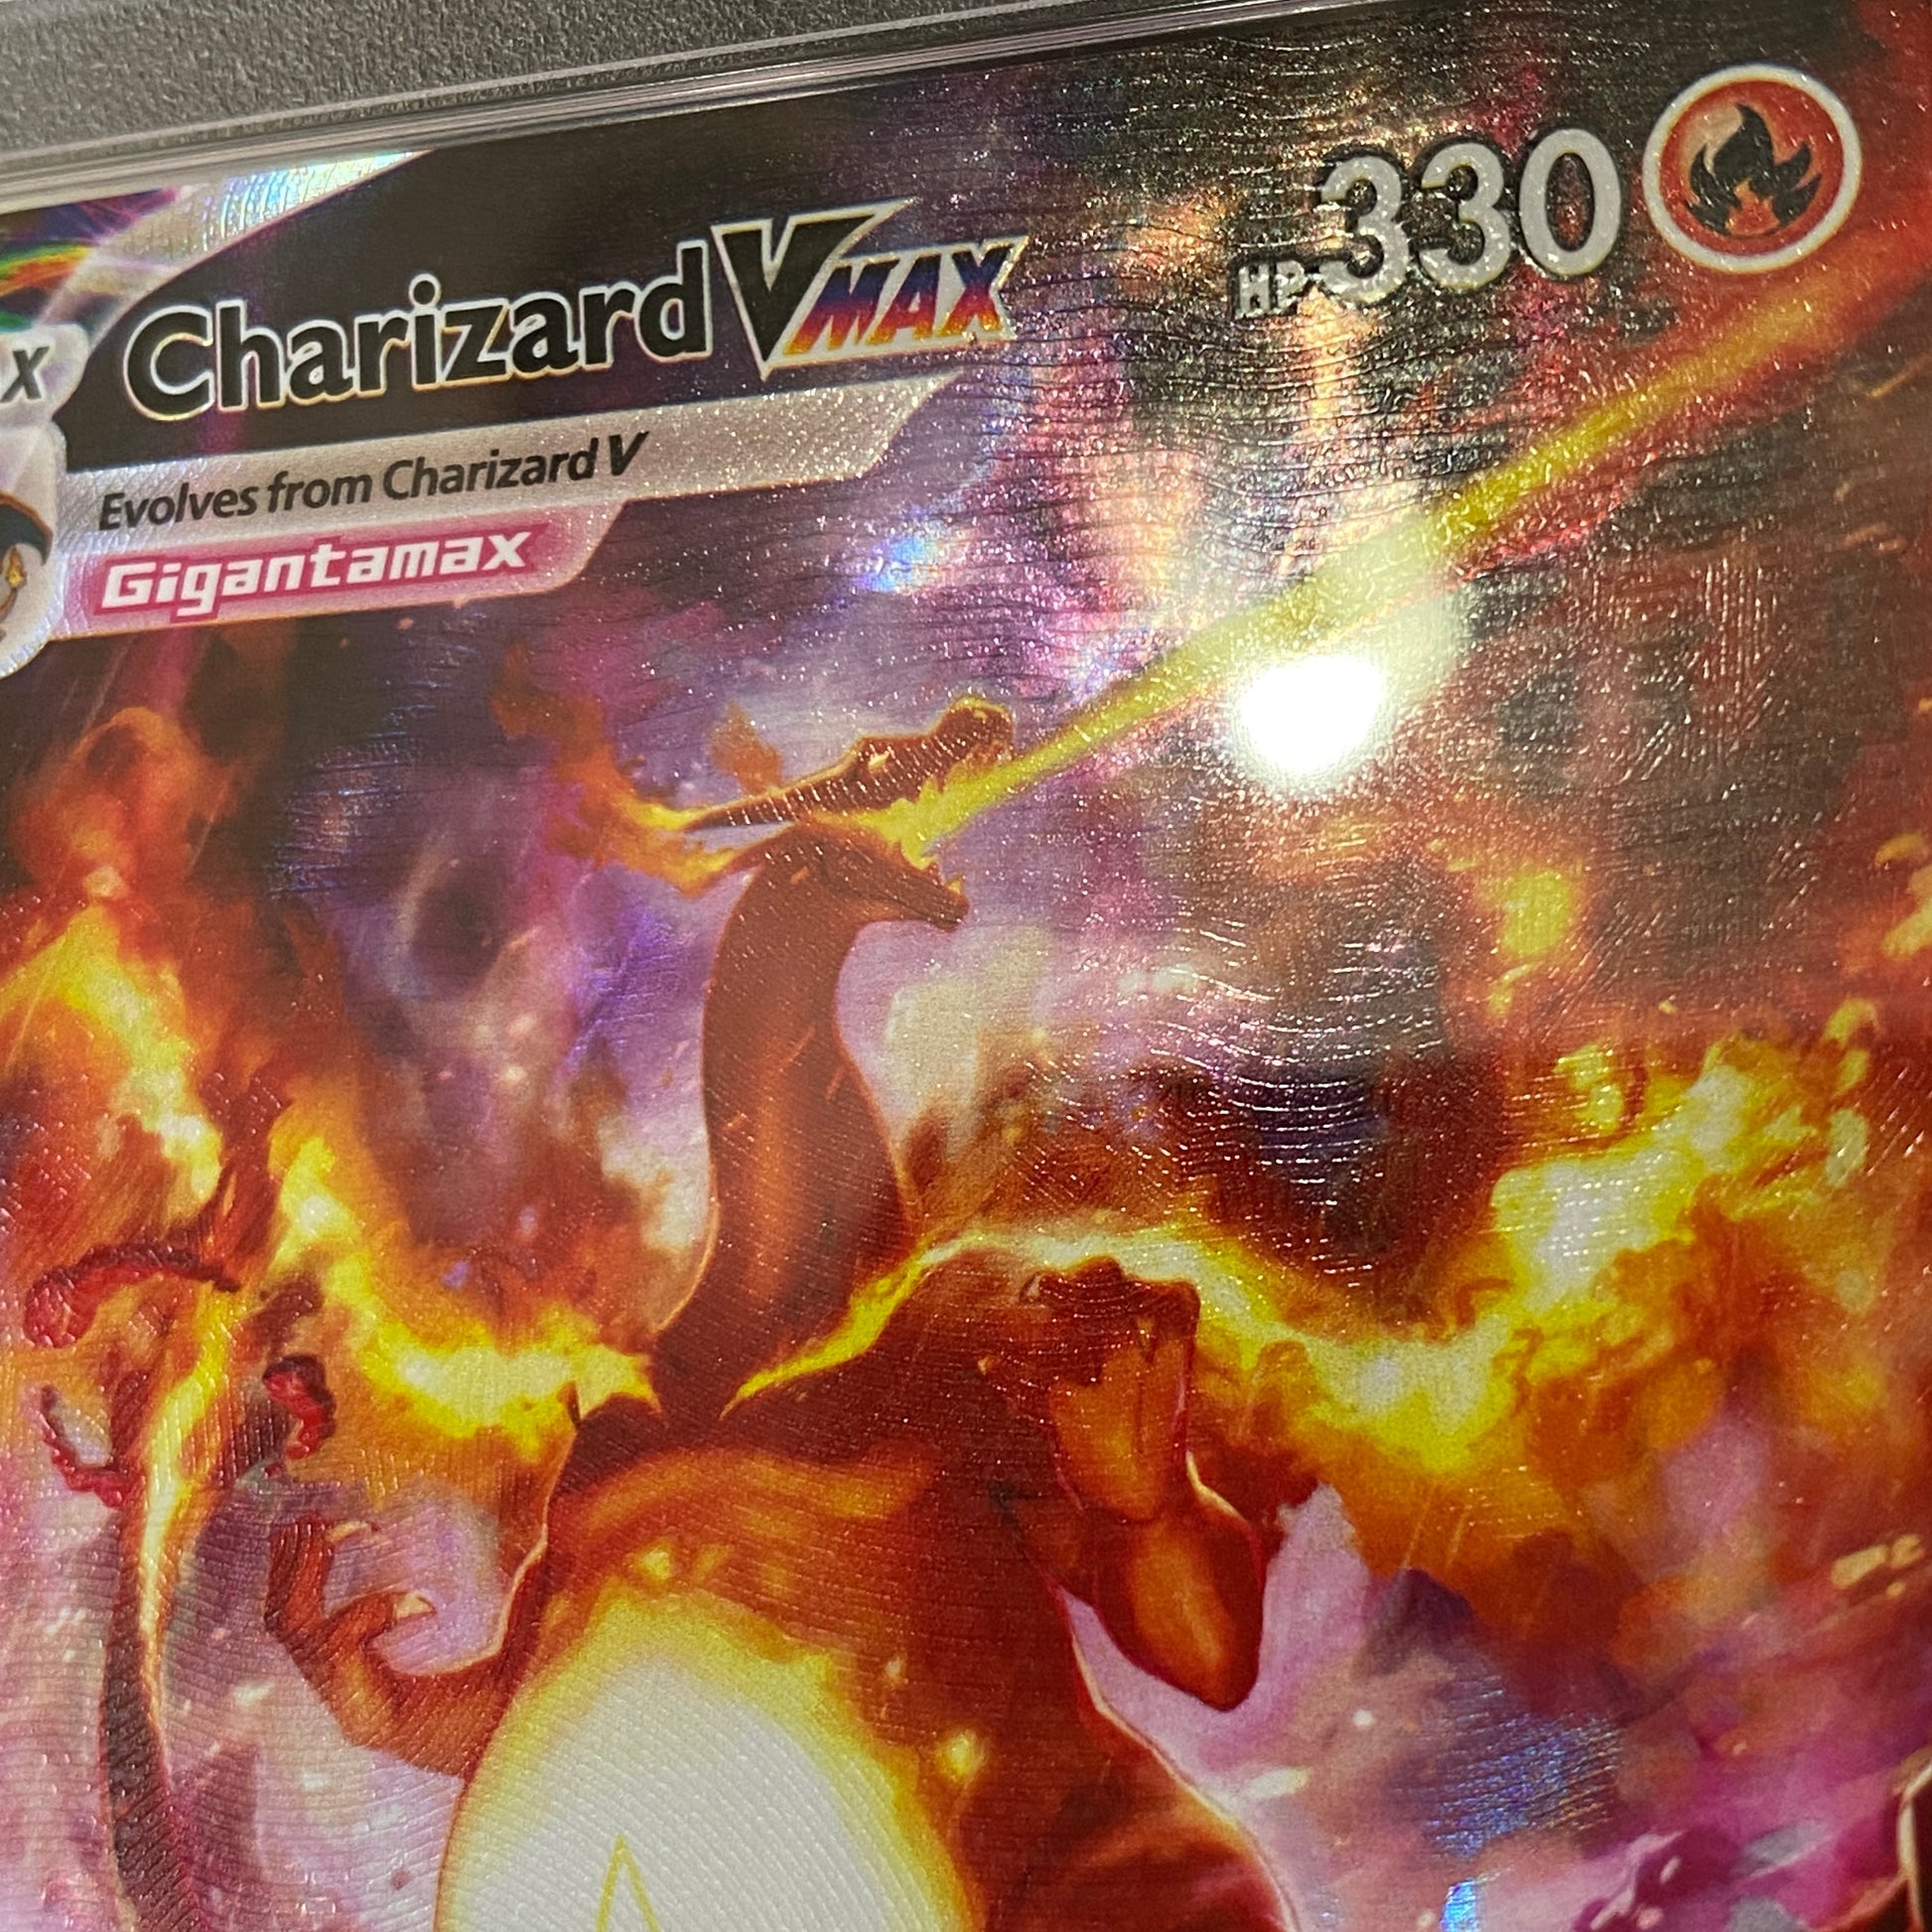 Charizard VMAX HP 330
X
Evolves from Charizard V
Gigantamax